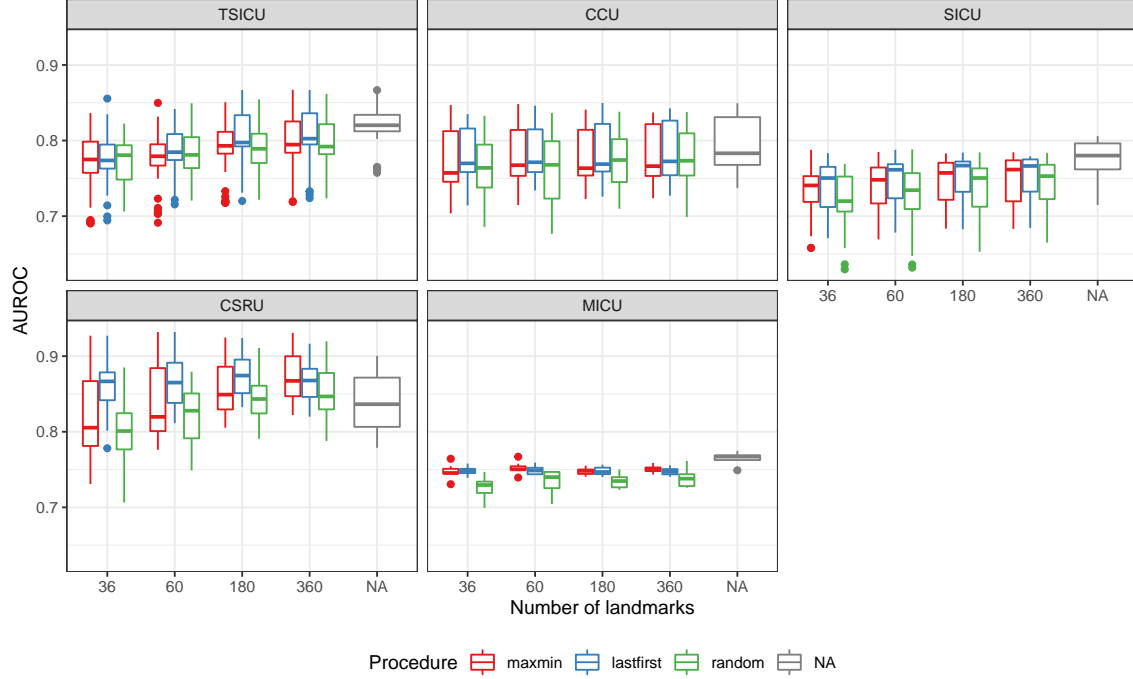 TSICU CCU SICU
0.9
0.8
0.7
36 60 180 360 NA
CSRU MICU
AUROC
0.9
0.8
0.7
36 60 180 360 NA 36 60 180 360 NA
Number of landmarks
Procedure maxmin lastfirst random NA